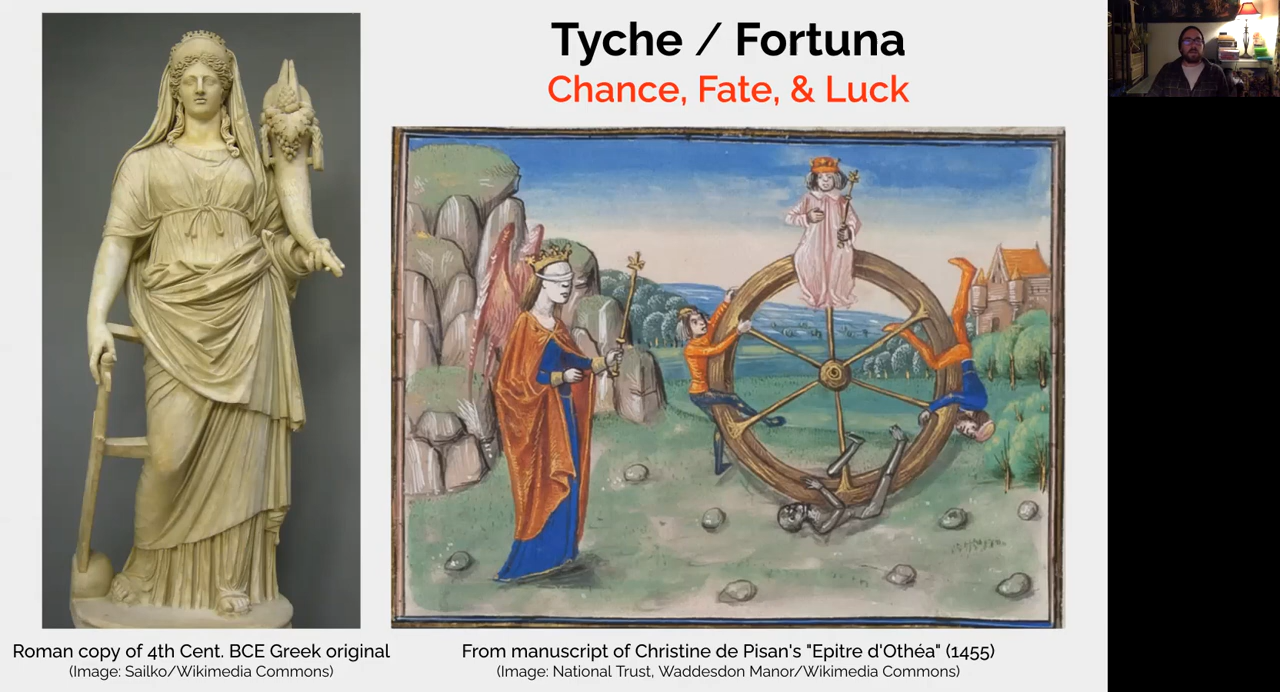 Tyche / Fortuna
Chance, Fate, & Luck
Roman copy of 4th Cent. BCE Greek original
(Image: Sailko/Wikimedia Commons)
From manuscript of Christine de Pisan's "Epitre d'Othéa" (1455)
(Image: National Trust, Waddesdon Manor/Wikimedia Commons)